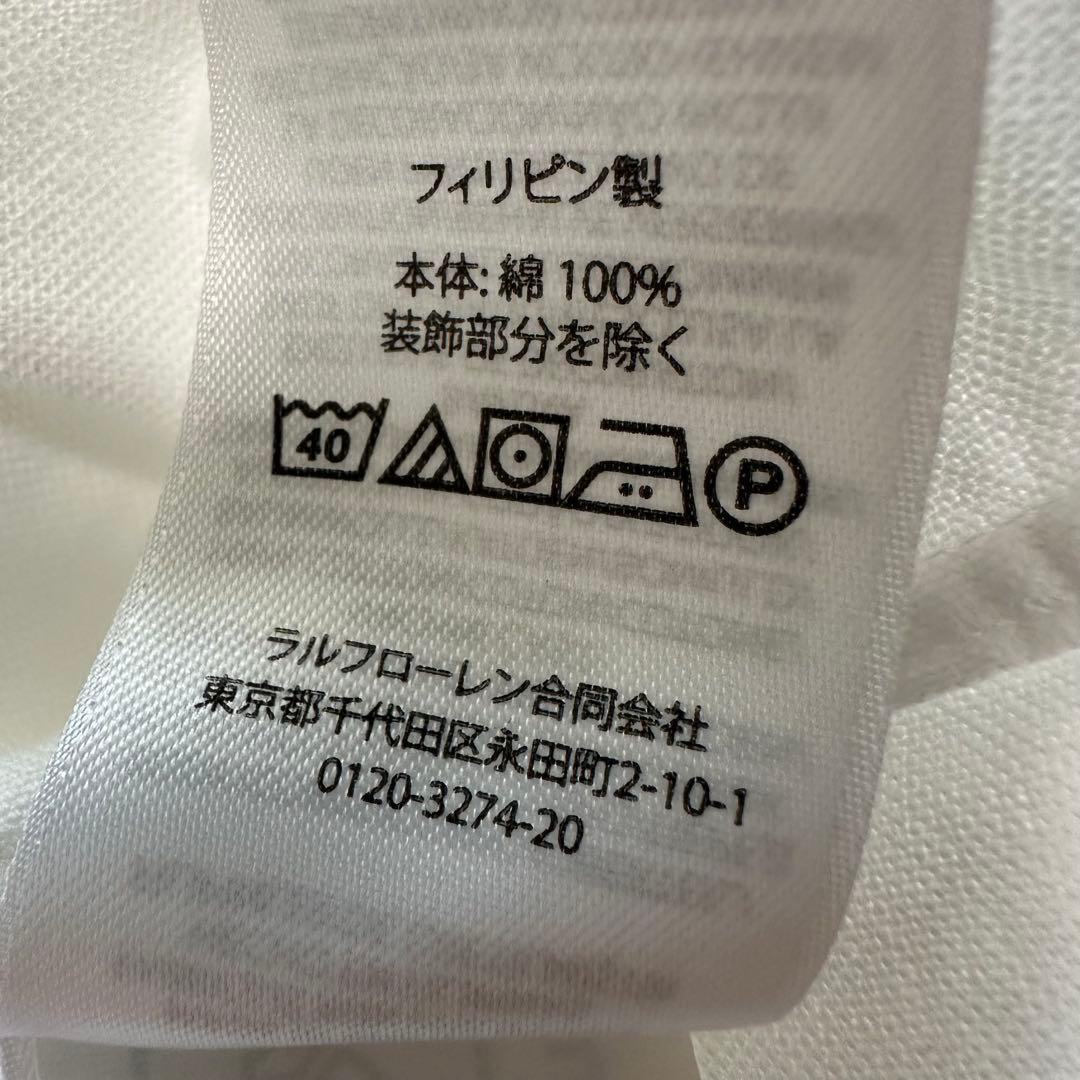 フィリピン製
本体: 綿 100%
装飾部分を除く
40 P
ラルフローレン合同会社
東京都千代田区永田町2-10-1
0120-3274-20